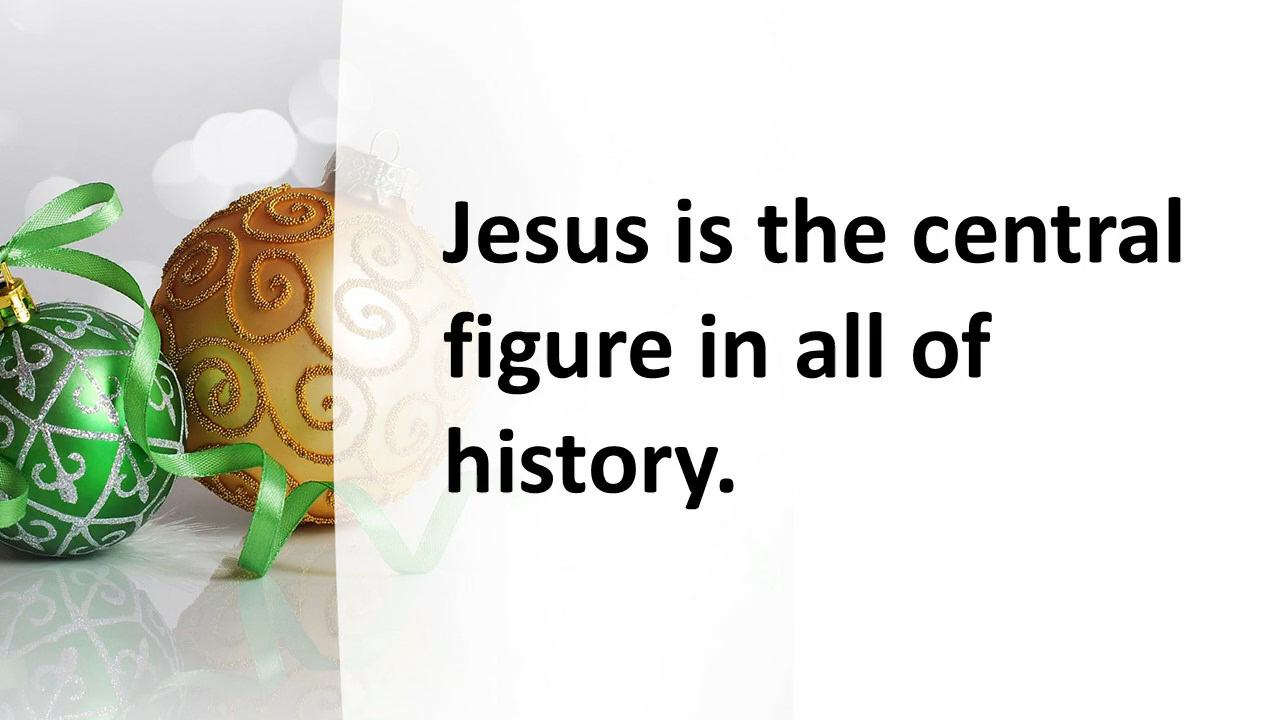 Jesus is the central
figure in all of
history.